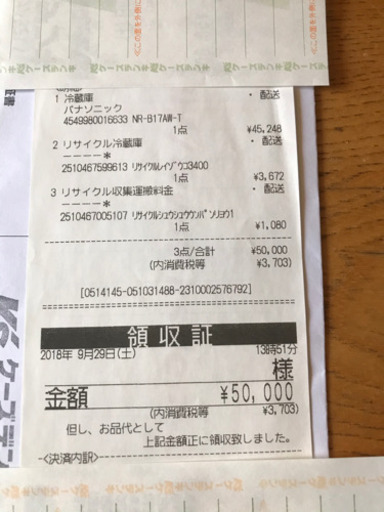 1 冷蔵庫 ・配送
パナソニック
4549980016633 NR-B17AW-T
1点 ¥45,248
2 リサイクル冷蔵庫 ・配送
ーーーー*
2510467599613 リサイクルレイゾウコ3400
1点 ¥3,672
3 リサイクル収集運搬料金 ・配送
ーーーー*
2510467005107 リサイクルシュウシュウウンパンリョウ1
1点 ¥1,080
3点/合計 ¥50,000
(内消費税等 ¥3,703)
[0514145-051031488-2310002576792]
領収証
2018年 9月29日(土) 13時51分
様
金額 ¥50,000
(内消費税等 ¥3,703)
但し、お品代として
上記金額正に領収致しました。
-〈決済内訳〉-